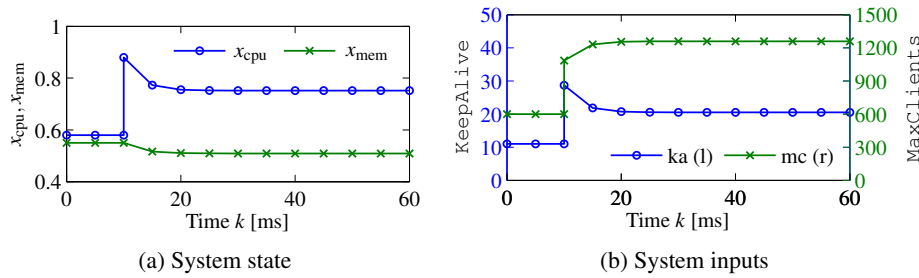 1
0.8
0.6
0.4
x_cpu, x_mem
x_cpu
x_mem
0 20 40 60
Time k [ms]
(a) System state
50
40
30
20
10
0
KeepAlive
ka (l)
mc (r)
1500
1200
900
600
300
0
MaxClients
0 20 40 60
Time k [ms]
(b) System inputs